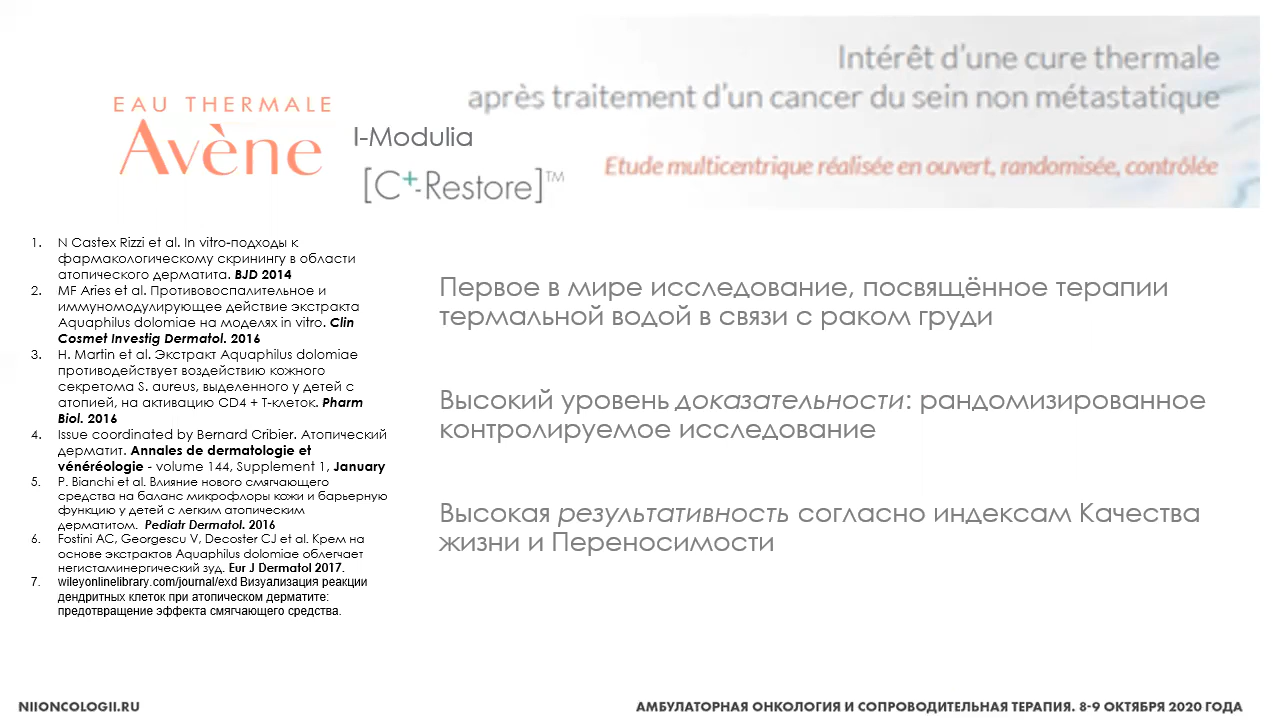 Intérêt d'une cure thermale
après traitement d'un cancer du sein non métastatique
Etude multicentrique réalisée en ouvert, randomisée, contrôlée
EAU THERMALE
Avène
I-Modulia
[C+-Restore]™
1. N Castex Rizzi et al. In vitro-подходы к
фармакологическому скринингу в области
атопического дерматита. BJD 2014
2. MF Aries et al. Противовоспалительное и
иммуномодулирующее действие экстракта
Aquaphilus dolomiae на моделях in vitro. Clin
Cosmet Investig Dermatol. 2016
3. H. Martin et al. Экстракт Aquaphilus dolomiae
противодействует воздействию кожного
секретома S. aureus, выделенного у детей с
атопией, на активацию CD4 + Т-клеток. Pharm
Biol. 2016
4. Issue coordinated by Bernard Cribier. Атопический
дерматит. Annales de dermatologie et
vénéréologie - volume 144, Supplement 1, January
5. P. Bianchi et al. Влияние нового смягчающего
средства на баланс микрофлоры кожи и барьерную
функцию у детей с легким атопическим
дерматитом. Pediatr Dermatol. 2016
6. Fostini AC, Georgescu V, Decoster CJ et al. Крем на
основе экстрактов Aquaphilus dolomiae облегчает
негистаминергический зуд. Eur J Dermatol 2017.
7. wileyonlinelibrary.com/journal/exd Визуализация реакции
дендритных клеток при атопическом дерматите:
предотвращение эффекта смягчающего средства.
Первое в мире исследование, посвящённое терапии
термальной водой в связи с раком груди
Высокий уровень доказательности: рандомизированное
контролируемое исследование
Высокая результативность согласно индексам Качества
жизни и Переносимости
NIIONCOLOGII.RU
АМБУЛАТОРНАЯ ОНКОЛОГИЯ И СОПРОВОДИТЕЛЬНАЯ ТЕРАПИЯ. 8-9 ОКТЯБРЯ 2020 ГОДА